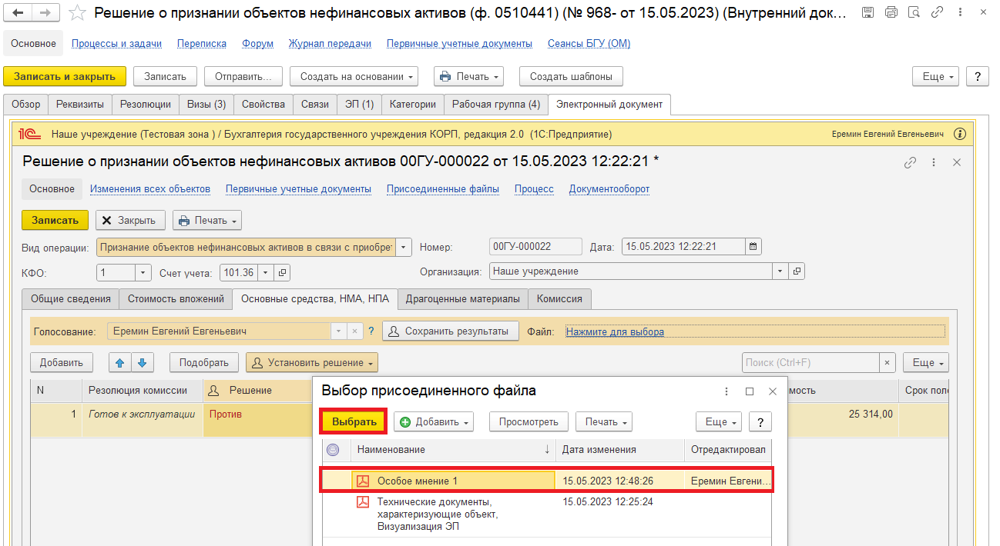 Решение о признании объектов нефинансовых активов (ф. 0510441) (№ 968- от 15.05.2023) (Внутренний док...
Основное Процессы и задачи Переписка Форум Журнал передачи Первичные учетные документы Сеансы БГУ (ОМ)
Записать и закрыть Записать Отправить... Создать на основании Печать Создать шаблоны Еще ?
Обзор Реквизиты Резолюции Визы (3) Свойства Связи ЭП (1) Категории Рабочая группа (4) Электронный документ
1С Наше учреждение (Тестовая зона ) / Бухгалтерия государственного учреждения КОРП, редакция 2.0 (1С:Предприятие) Еремин Евгений Евгеньевич i
Решение о признании объектов нефинансовых активов 00ГУ-000022 от 15.05.2023 12:22:21 *
Основное Изменения всех объектов Первичные учетные документы Присоединенные файлы Процесс Документооборот
Записать Закрыть Печать
Вид операции: Признание объектов нефинансовых активов в связи с приобрет Номер: 00ГУ-000022 Дата: 15.05.2023 12:22:21
КФО: 1 Счет учета: 101.36 Организация: Наше учреждение
Общие сведения Стоимость вложений Основные средства, НМА, НПА Драгоценные материалы Комиссия
Голосование: Еремин Евгений Евгеньевич ? Сохранить результаты Файл: Нажмите для выбора
Добавить Подобрать Установить решение Поиск (Ctrl+F) × Еще
N Резолюция комиссии Решение мость Срок поле
1 Готов к эксплуатации Против 25 314,00
Выбор присоединенного файла
Выбрать Добавить Просмотреть Печать Еще ?
Наименование Дата изменения Отредактировал
Особое мнение 1 15.05.2023 12:48:26 Еремин Евгени...
Технические документы, 15.05.2023 12:25:24
характеризующие объект,
Визуализация ЭП